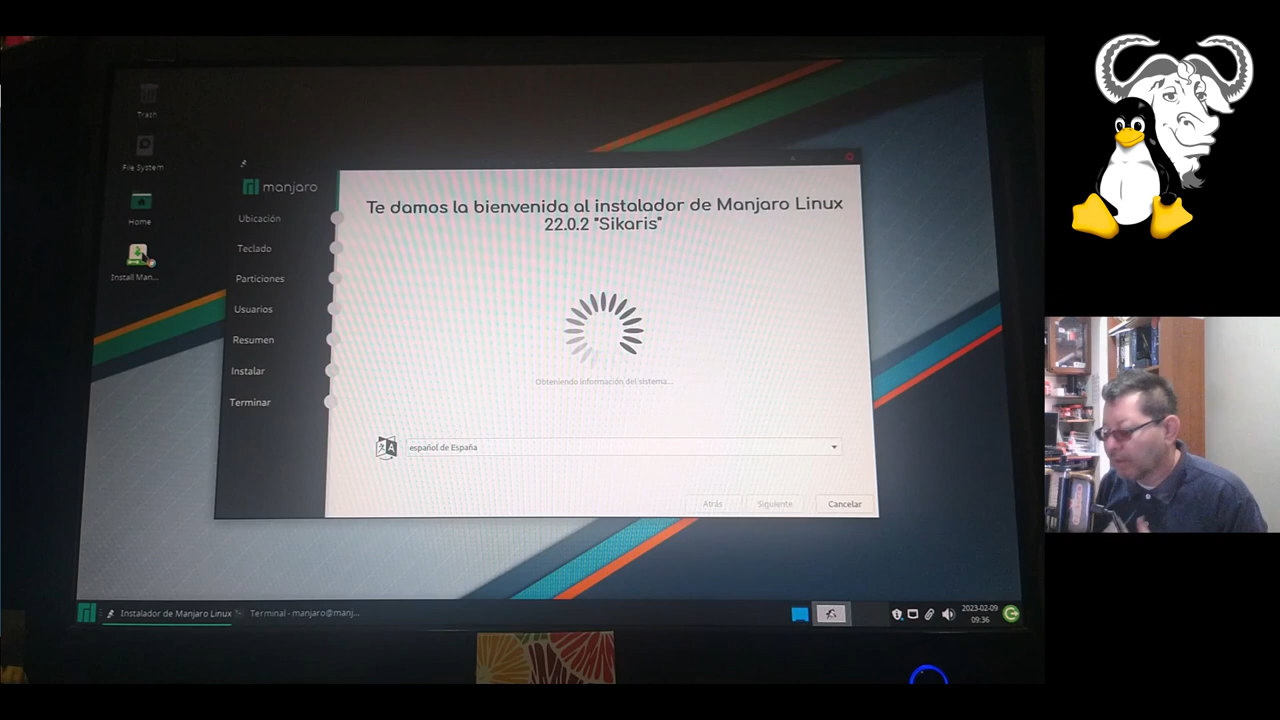 Trash
File System
Home
Install Man...
manjaro
Ubicación
Teclado
Particiones
Usuarios
Resumen
Instalar
Terminar
Te damos la bienvenida al instalador de Manjaro Linux
22.0.2 "Sikaris"
Obteniendo información del sistema...
español de España
Atrás
Siguiente
Cancelar
Instalador de Manjaro Linux
Terminal - manjaro@manj...
2023-02-09
09:36